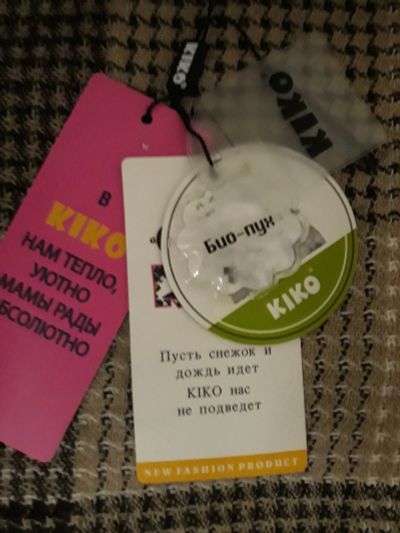 KIKO
KIKO
В
KIKO
НАМ ТЕПЛО,
УЮТНО
МАМЫ РАДЫ
АБСОЛЮТНО
Био-пух
KIKO
Пусть снежок и
дождь идет
KIKO нас
не подведет
NEW FASHION PRODUCT